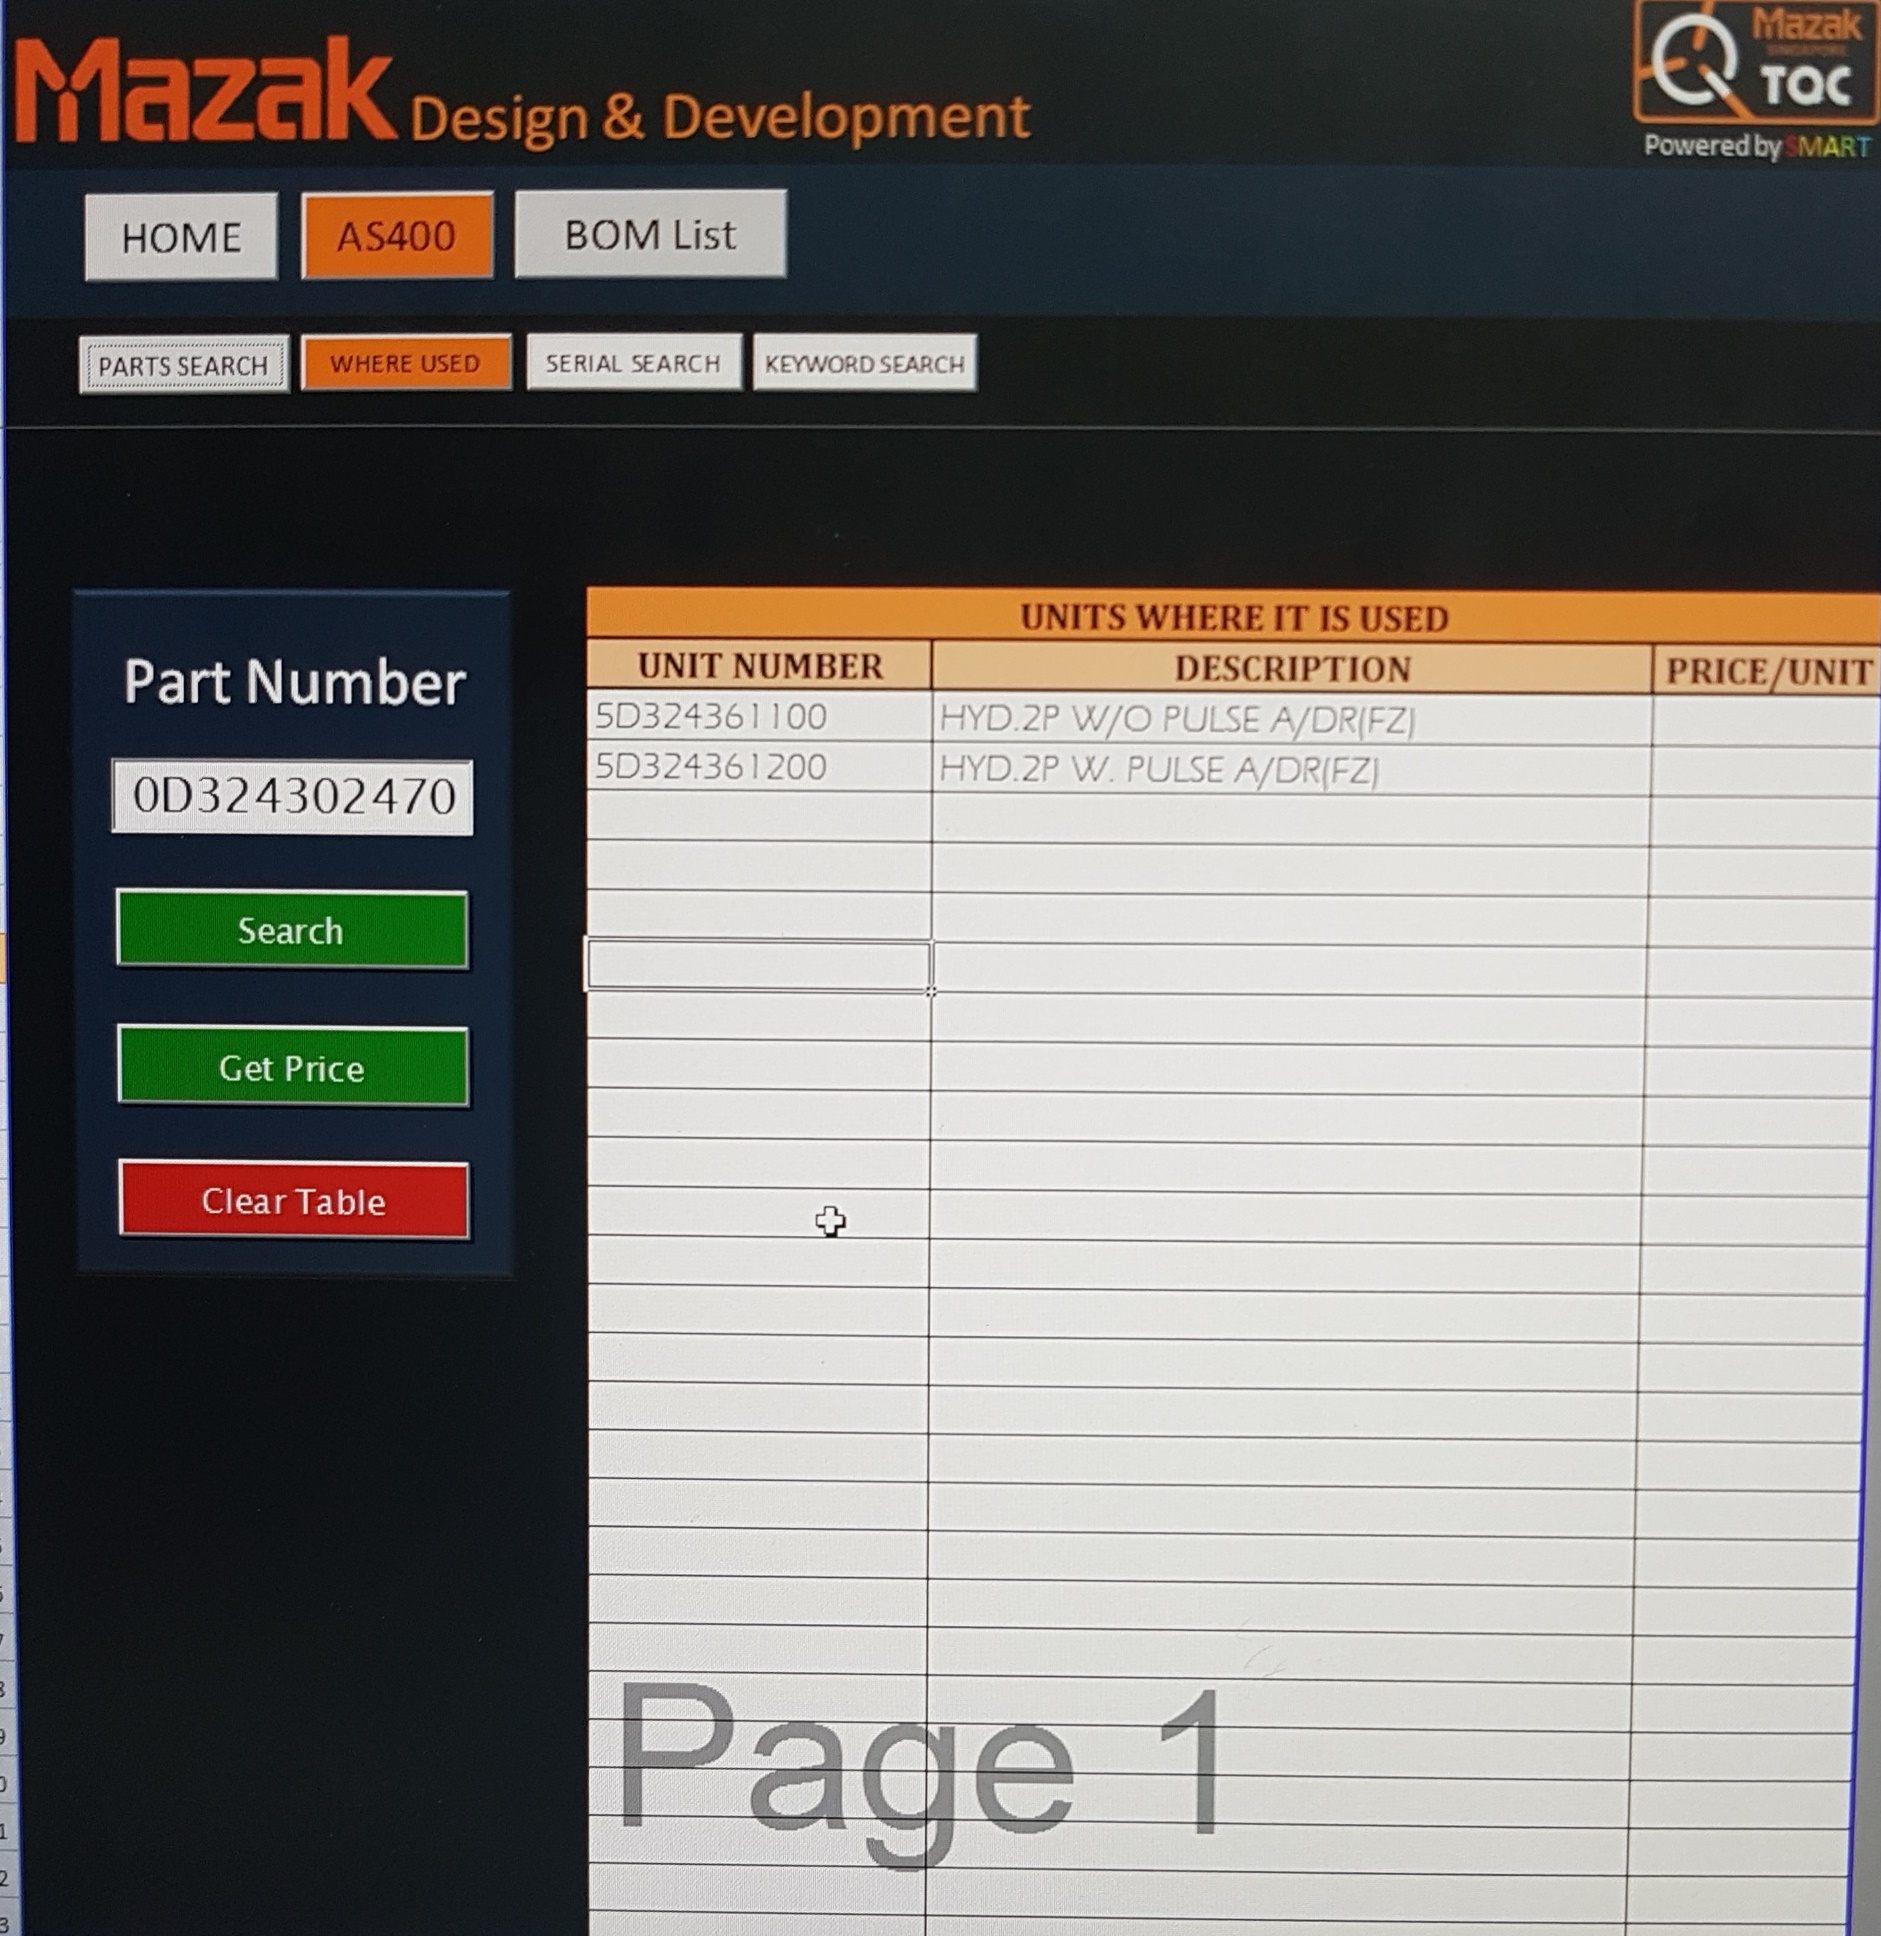 Mazak Design & Development
Mazak
SINGAPORE
TQC
Powered by SMART
HOME
AS400
BOM List
PARTS SEARCH
WHERE USED
SERIAL SEARCH
KEYWORD SEARCH
Part Number
0D324302470
Search
Get Price
Clear Table
UNITS WHERE IT IS USED
UNIT NUMBER DESCRIPTION PRICE/UNIT
5D324361100 HYD.2P W/O PULSE A/DR(FZ)
5D324361200 HYD.2P W. PULSE A/DR(FZ)
Page 1